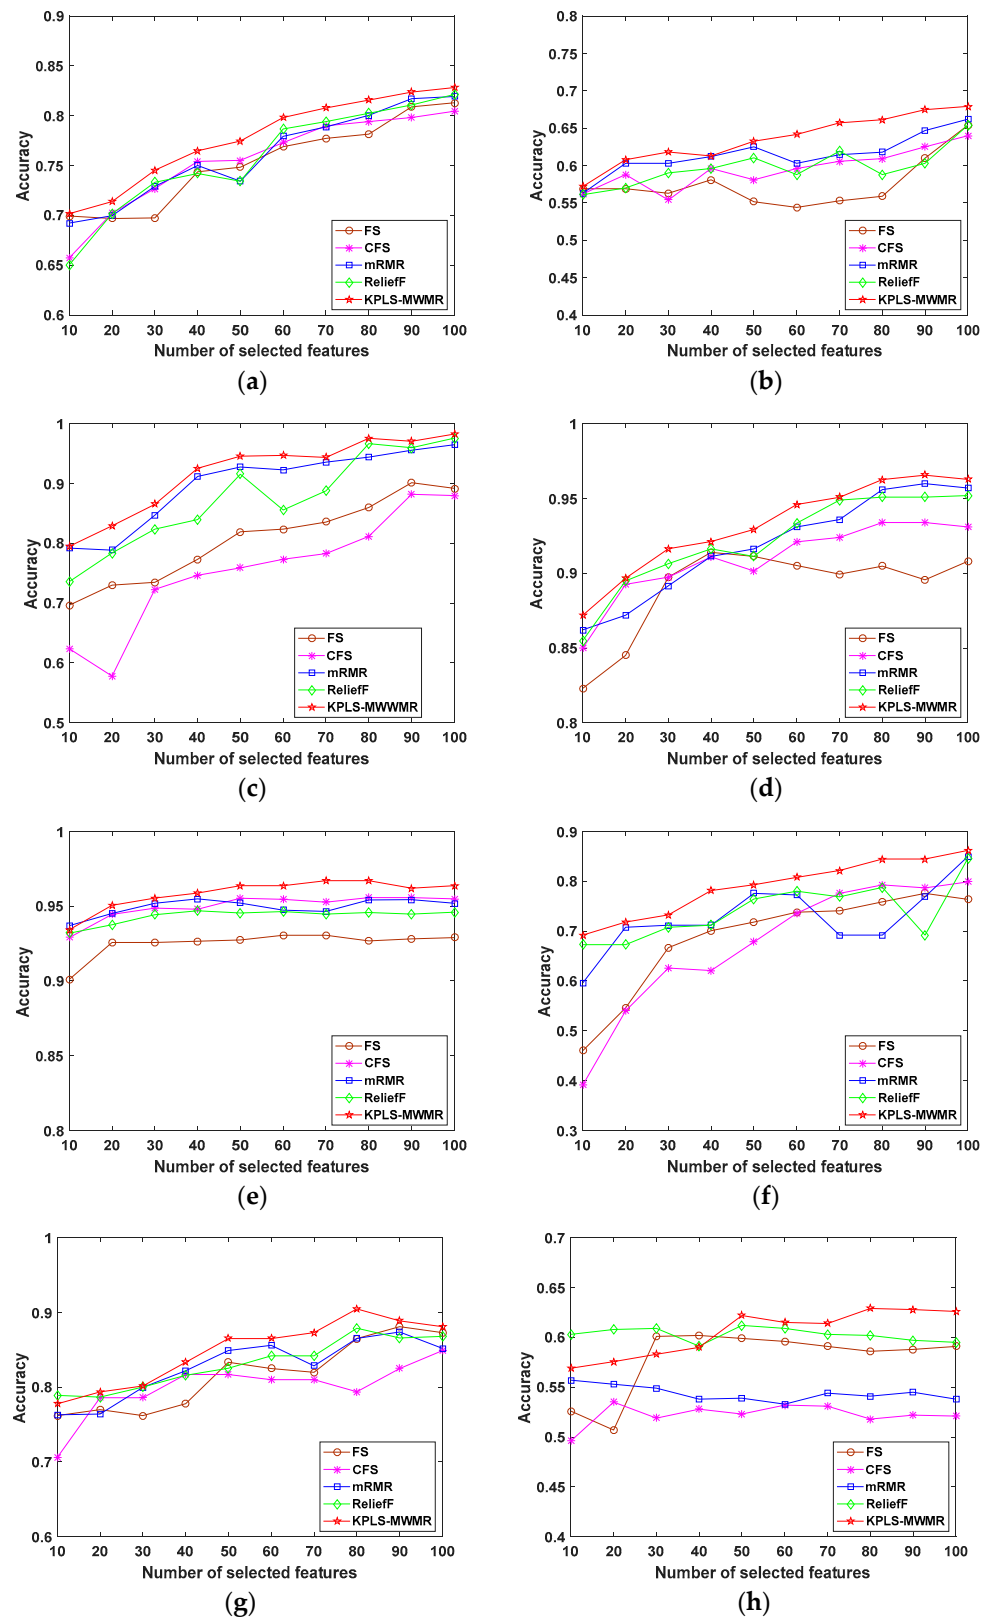 0.9
0.85
0.8
0.75
0.7
0.65
0.6
Accuracy
10 20 30 40 50 60 70 80 90 100
Number of selected features
FS
CFS
mRMR
ReliefF
KPLS-MWMR
(a)
0.8
0.75
0.7
0.65
0.6
0.55
0.5
0.45
0.4
Accuracy
10 20 30 40 50 60 70 80 90 100
Number of selected features
FS
CFS
mRMR
ReliefF
KPLS-MWMR
(b)
1
0.9
0.8
0.7
0.6
0.5
Accuracy
10 20 30 40 50 60 70 80 90 100
Number of selected features
FS
CFS
mRMR
ReliefF
KPLS-MWWMR
(c)
1
0.95
0.9
0.85
0.8
Accuracy
10 20 30 40 50 60 70 80 90 100
Number of selected features
FS
CFS
mRMR
ReliefF
KPLS-MWMR
(d)
1
0.95
0.9
0.85
0.8
Accuracy
10 20 30 40 50 60 70 80 90 100
Number of selected features
FS
CFS
mRMR
ReliefF
KPLS-MWMR
(e)
0.9
0.8
0.7
0.6
0.5
0.4
0.3
Accuracy
10 20 30 40 50 60 70 80 90 100
Number of selected features
FS
CFS
mRMR
ReliefF
KPLS-MWMR
(f)
1
0.9
0.8
0.7
0.6
Accuracy
10 20 30 40 50 60 70 80 90 100
Number of selected features
FS
CFS
mRMR
ReliefF
KPLS-MWMR
(g)
0.7
0.65
0.6
0.55
0.5
0.45
0.4
Accuracy
10 20 30 40 50 60 70 80 90 100
Number of selected features
FS
CFS
mRMR
ReliefF
KPLS-MWMR
(h)